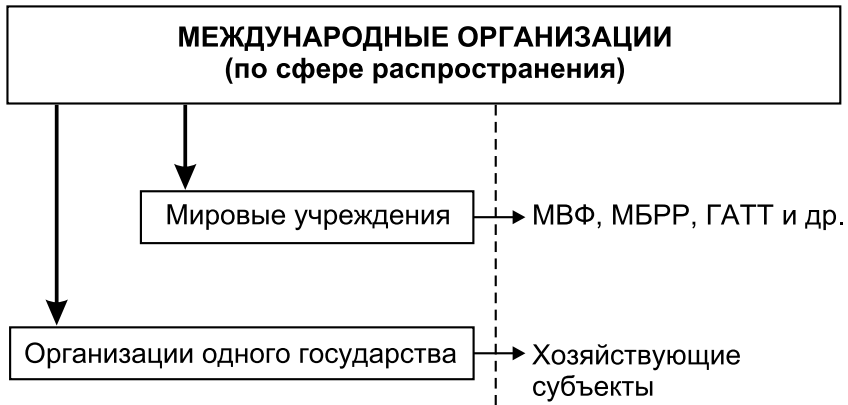 МЕЖДУНАРОДНЫЕ ОРГАНИЗАЦИИ
(по сфере распространения)
Мировые учреждения
МВФ, МБРР, ГАТТ и др.
Организации одного государства
Хозяйствующие
субъекты